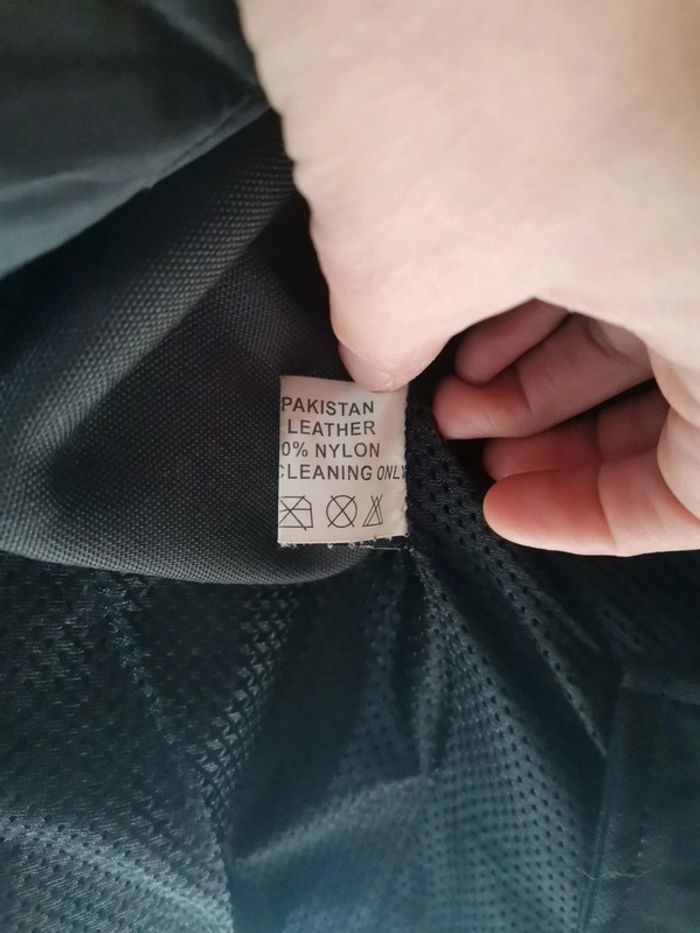 PAKISTAN
LEATHER
0% NYLON
CLEANING ONLY